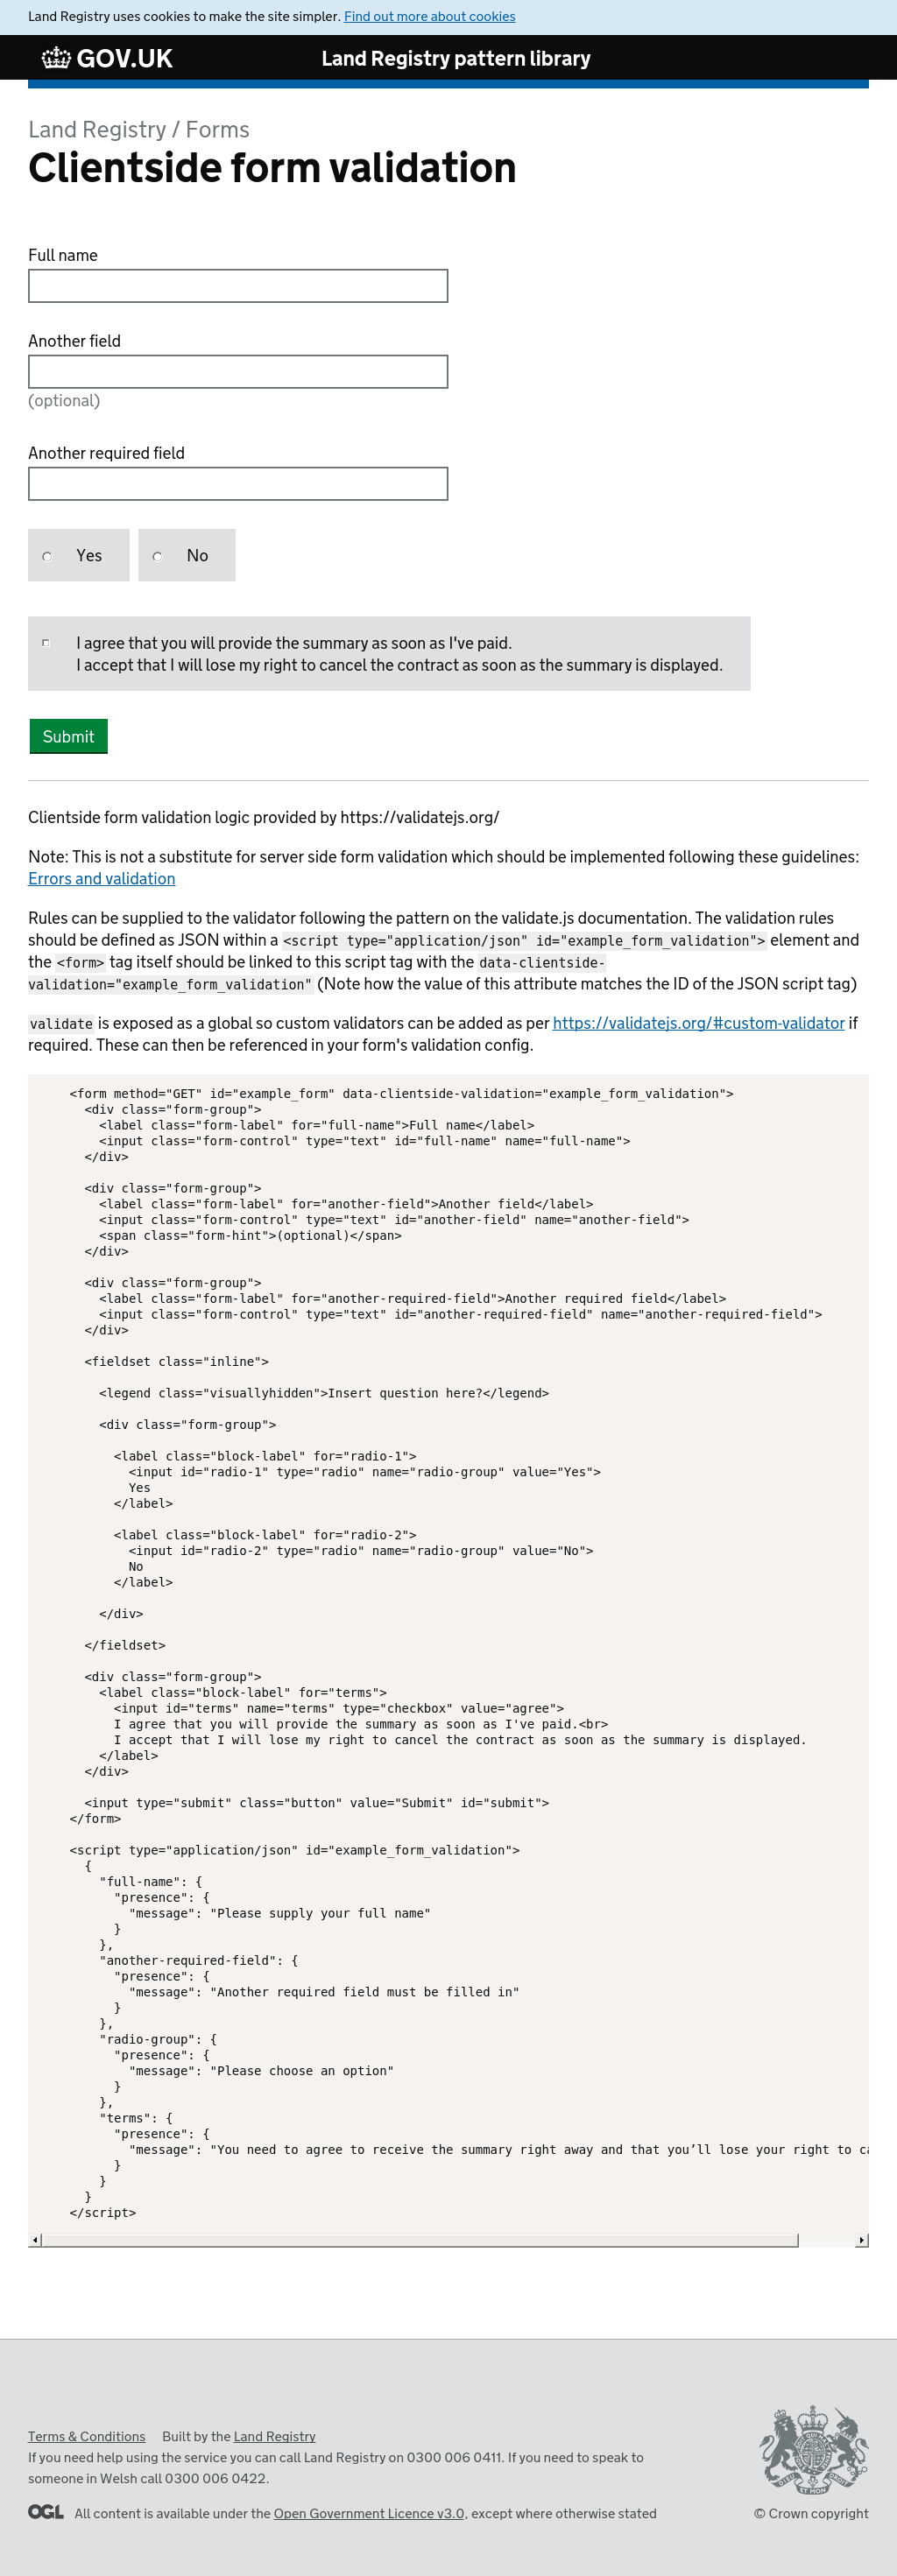 Land Registry uses cookies to make the site simpler. Find out more about cookies
GOV.UK
Land Registry pattern library
Land Registry / Forms
Clientside form validation
Full name
Another field
(optional)
Another required field
Yes
No
I agree that you will provide the summary as soon as I've paid.
I accept that I will lose my right to cancel the contract as soon as the summary is displayed.
Submit
Clientside form validation logic provided by https://validatejs.org/
Note: This is not a substitute for server side form validation which should be implemented following these guidelines:
Errors and validation
Rules can be supplied to the validator following the pattern on the validate.js documentation. The validation rules
should be defined as JSON within a <script type="application/json" id="example_form_validation"> element and
the <form> tag itself should be linked to this script tag with the data-clientside-
validation="example_form_validation" (Note how the value of this attribute matches the ID of the JSON script tag)
validate is exposed as a global so custom validators can be added as per https://validatejs.org/#custom-validator if
required. These can then be referenced in your form's validation config.
<form method="GET" id="example_form" data-clientside-validation="example_form_validation">
<div class="form-group">
<label class="form-label" for="full-name">Full name</label>
<input class="form-control" type="text" id="full-name" name="full-name">
</div>
<div class="form-group">
<label class="form-label" for="another-field">Another field</label>
<input class="form-control" type="text" id="another-field" name="another-field">
<span class="form-hint">(optional)</span>
</div>
<div class="form-group">
<label class="form-label" for="another-required-field">Another required field</label>
<input class="form-control" type="text" id="another-required-field" name="another-required-field">
</div>
<fieldset class="inline">
<legend class="visuallyhidden">Insert question here?</legend>
<div class="form-group">
<label class="block-label" for="radio-1">
<input id="radio-1" type="radio" name="radio-group" value="Yes">
Yes
</label>
<label class="block-label" for="radio-2">
<input id="radio-2" type="radio" name="radio-group" value="No">
No
</label>
</div>
</fieldset>
<div class="form-group">
<label class="block-label" for="terms">
<input id="terms" name="terms" type="checkbox" value="agree">
I agree that you will provide the summary as soon as I've paid.<br>
I accept that I will lose my right to cancel the contract as soon as the summary is displayed.
</label>
</div>
<input type="submit" class="button" value="Submit" id="submit">
</form>
<script type="application/json" id="example_form_validation">
{
"full-name": {
"presence": {
"message": "Please supply your full name"
}
},
"another-required-field": {
"presence": {
"message": "Another required field must be filled in"
}
},
"radio-group": {
"presence": {
"message": "Please choose an option"
}
},
"terms": {
"presence": {
"message": "You need to agree to receive the summary right away and that you’ll lose your right to ca
}
}
}
</script>
Terms & Conditions Built by the Land Registry
If you need help using the service you can call Land Registry on 0300 006 0411. If you need to speak to
someone in Welsh call 0300 006 0422.
OGL All content is available under the Open Government Licence v3.0, except where otherwise stated
© Crown copyright